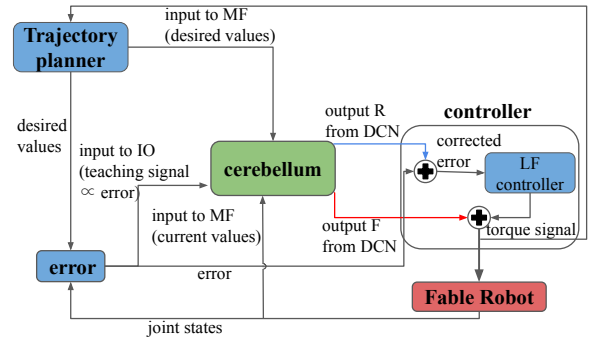 Trajectory
planner
input to MF
(desired values)
desired
values
input to IO
(teaching signal
∝ error)
cerebellum
output R
from DCN
controller
corrected
error
LF
controller
input to MF
(current values)
output F
from DCN
torque signal
error
error
Fable Robot
joint states